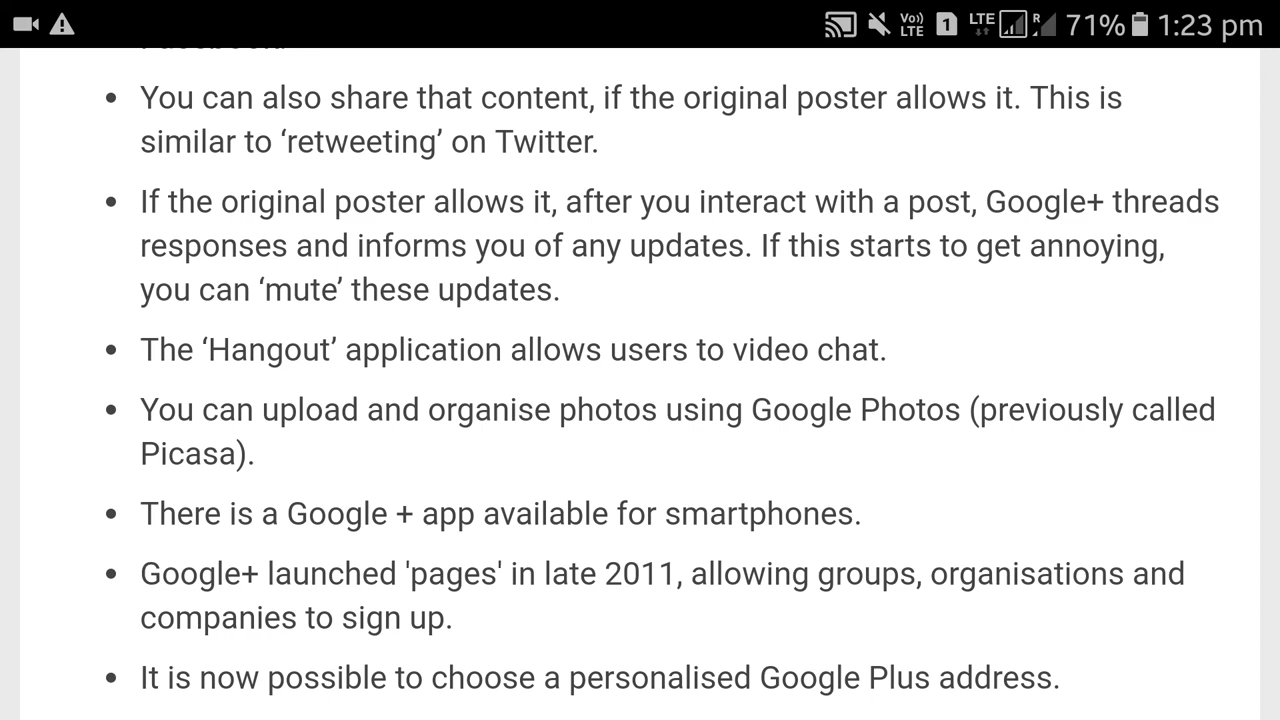 Vo)) LTE 1 LTE R 71% 1:23 pm
You can also share that content, if the original poster allows it. This is
similar to ‘retweeting’ on Twitter.
If the original poster allows it, after you interact with a post, Google+ threads
responses and informs you of any updates. If this starts to get annoying,
you can ‘mute’ these updates.
The ‘Hangout’ application allows users to video chat.
You can upload and organise photos using Google Photos (previously called
Picasa).
There is a Google + app available for smartphones.
Google+ launched 'pages' in late 2011, allowing groups, organisations and
companies to sign up.
It is now possible to choose a personalised Google Plus address.